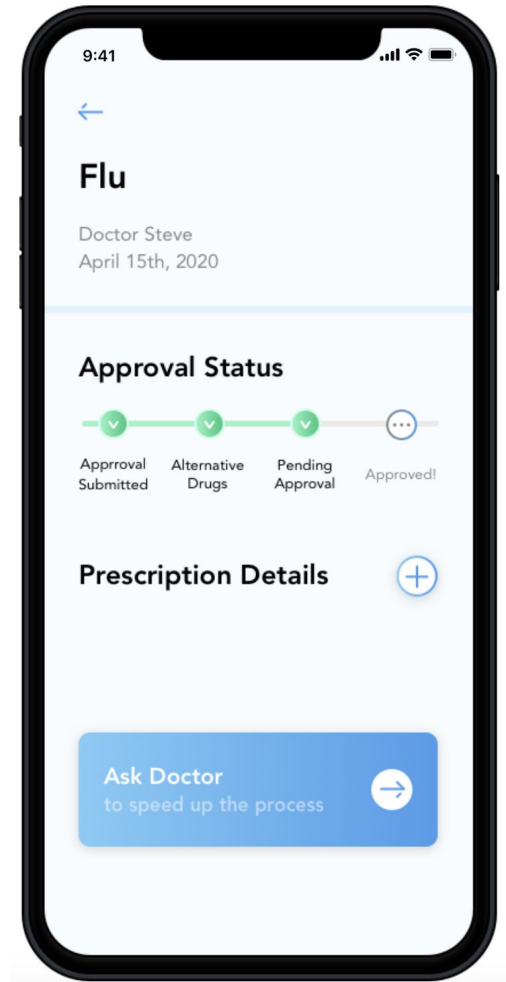 9:41
Flu
Doctor Steve
April 15th, 2020
Approval Status
Apprroval
Submitted
Alternative
Drugs
Pending
Approval
Approved!
Prescription Details
Ask Doctor
to speed up the process